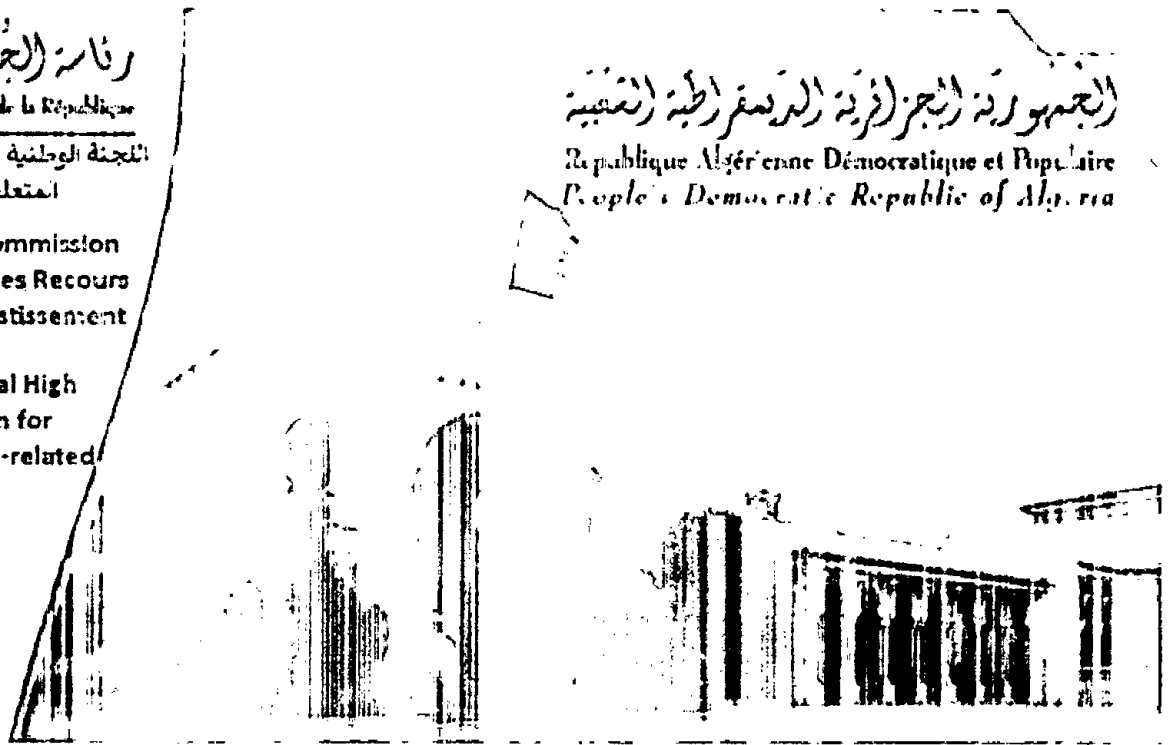 رئاسة الج
de la République
اللجنة الوطنية
المتعل
ommission
es Recours
stissement
al High
n for
-related
الجمهورية الجزائرية الديمقراطية الشعبية
République Algérienne Démocratique et Populaire
People's Democratic Republic of Algeria